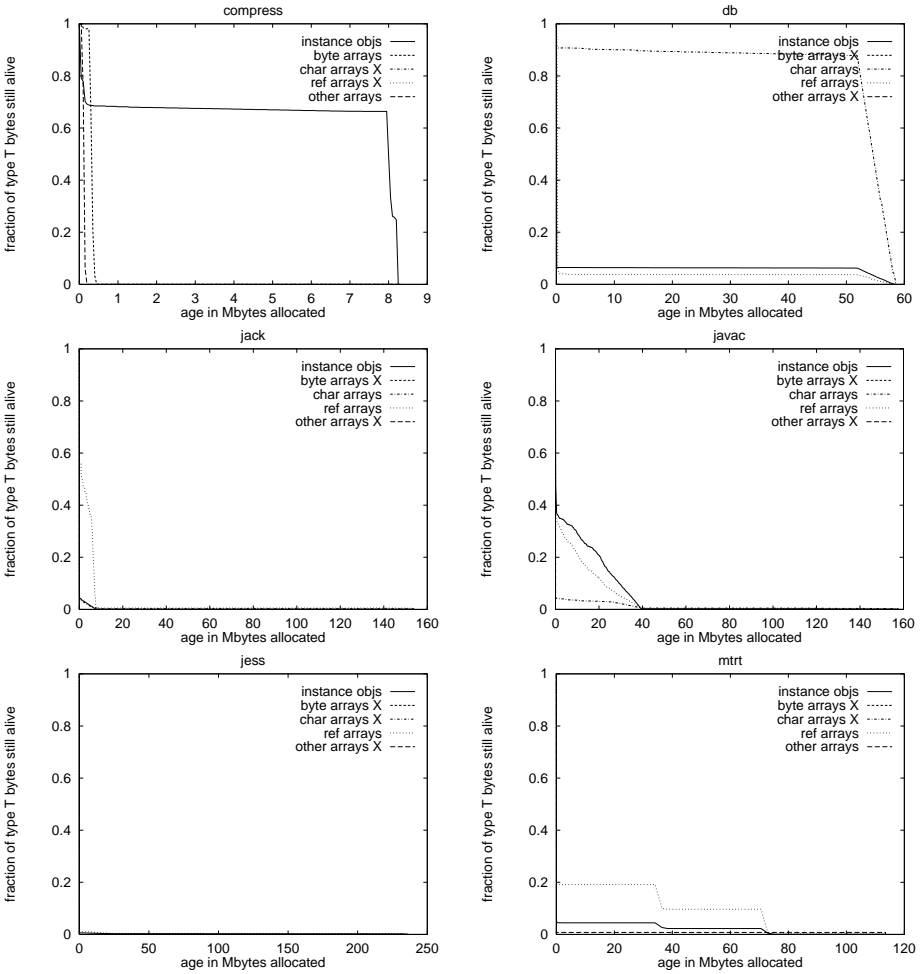 compress
fraction of type T bytes still alive
1
0.8
0.6
0.4
0.2
0
instance objs
byte arrays
char arrays X
ref arrays X
other arrays
0 1 2 3 4 5 6 7 8 9
age in Mbytes allocated
db
fraction of type T bytes still alive
1
0.8
0.6
0.4
0.2
0
instance objs
byte arrays X
char arrays
ref arrays
other arrays X
0 10 20 30 40 50 60
age in Mbytes allocated
jack
fraction of type T bytes still alive
1
0.8
0.6
0.4
0.2
0
instance objs
byte arrays X
char arrays
ref arrays
other arrays X
0 20 40 60 80 100 120 140 160
age in Mbytes allocated
javac
fraction of type T bytes still alive
1
0.8
0.6
0.4
0.2
0
instance objs
byte arrays X
char arrays
ref arrays
other arrays X
0 20 40 60 80 100 120 140 160
age in Mbytes allocated
jess
fraction of type T bytes still alive
1
0.8
0.6
0.4
0.2
0
instance objs
byte arrays X
char arrays X
ref arrays
other arrays X
0 50 100 150 200 250
age in Mbytes allocated
mtrt
fraction of type T bytes still alive
1
0.8
0.6
0.4
0.2
0
instance objs
byte arrays X
char arrays X
ref arrays
other arrays
0 20 40 60 80 100 120
age in Mbytes allocated